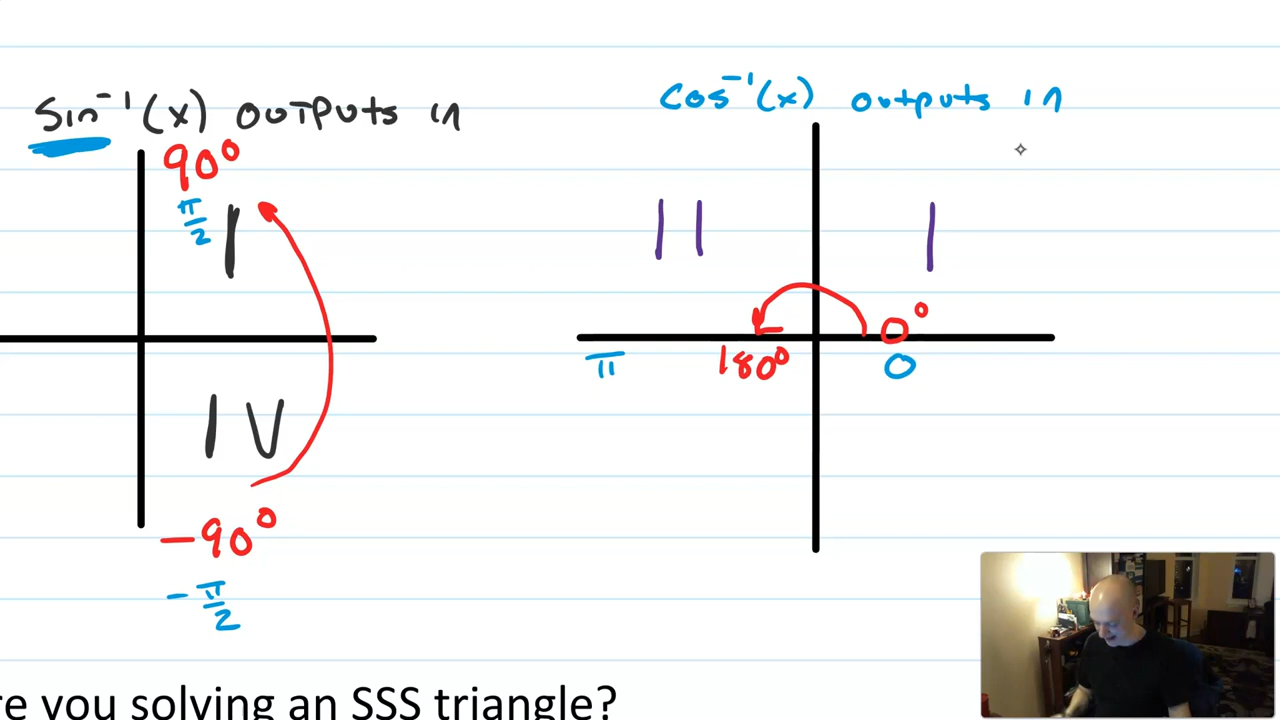 sin⁻¹(x) outputs in
90°
π/2
I
IV
-90°
-π/2
cos⁻¹(x) outputs in
II
I
0°
π
180°
0
re you solving an SSS triangle?